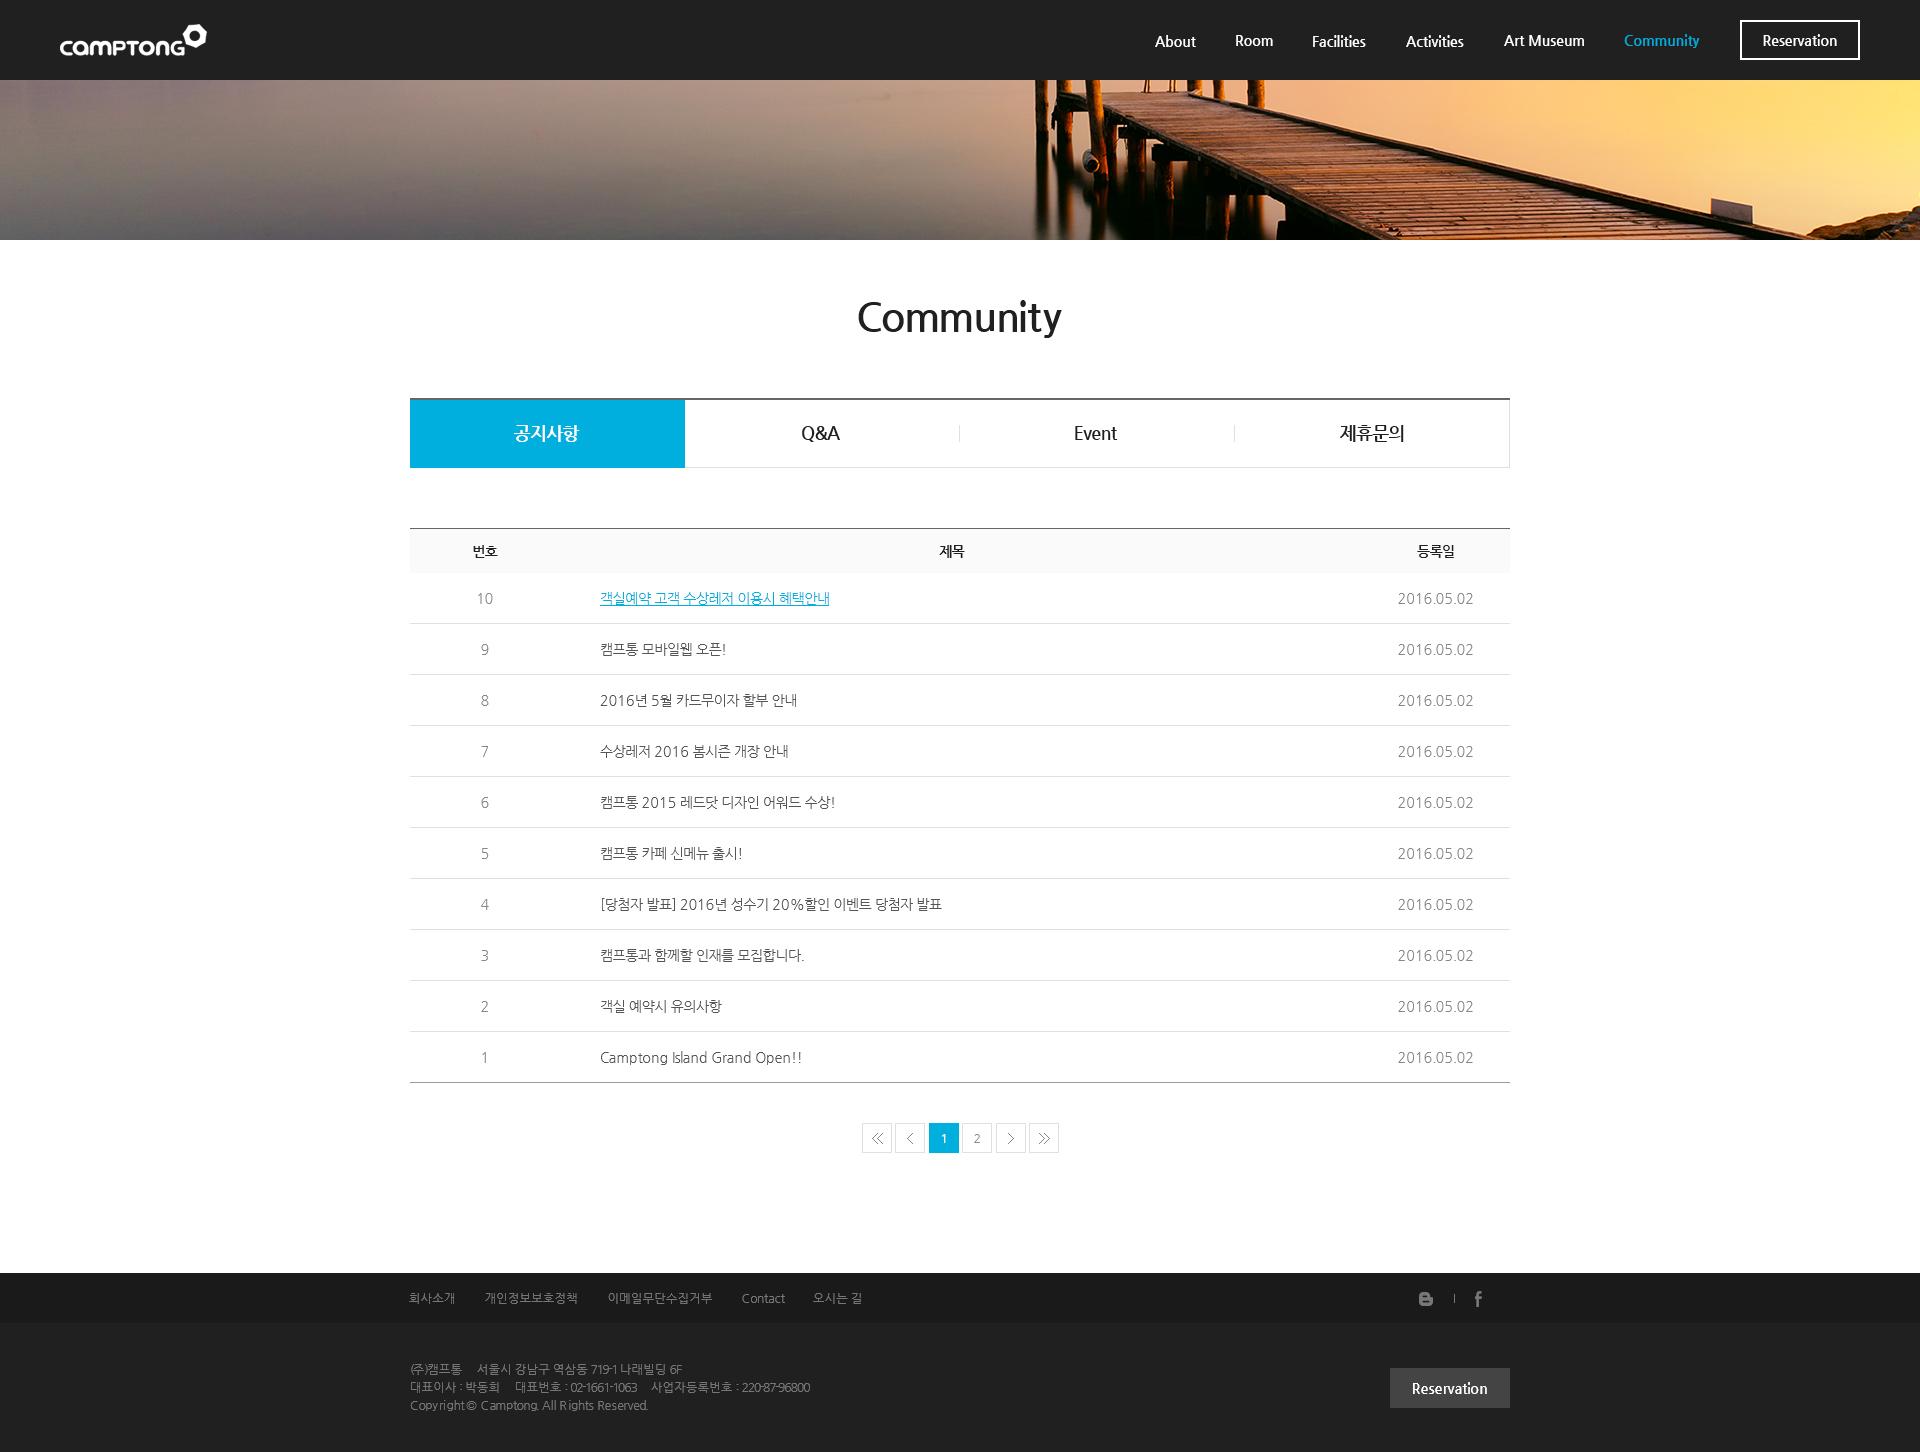 camptong
About Room Facilities Activities Art Museum Community Reservation
Community
공지사항 Q&A Event 제휴문의
번호 제목 등록일
10 객실예약 고객 수상레저 이용시 혜택안내 2016.05.02
9 캠프통 모바일웹 오픈! 2016.05.02
8 2016년 5월 카드무이자 할부 안내 2016.05.02
7 수상레저 2016 봄시즌 개장 안내 2016.05.02
6 캠프통 2015 레드닷 디자인 어워드 수상! 2016.05.02
5 캠프통 카페 신메뉴 출시! 2016.05.02
4 [당첨자 발표] 2016년 성수기 20%할인 이벤트 당첨자 발표 2016.05.02
3 캠프통과 함께할 인재를 모집합니다. 2016.05.02
2 객실 예약시 유의사항 2016.05.02
1 Camptong Island Grand Open!! 2016.05.02
1 2
회사소개 개인정보보호정책 이메일무단수집거부 Contact 오시는 길
(주)캠프통 서울시 강남구 역삼동 719-1 나래빌딩 6F
대표이사 : 박동희 대표번호 : 02-1661-1063 사업자등록번호 : 220-87-96800
Copyright © Camptong. All Rights Reserved.
Reservation